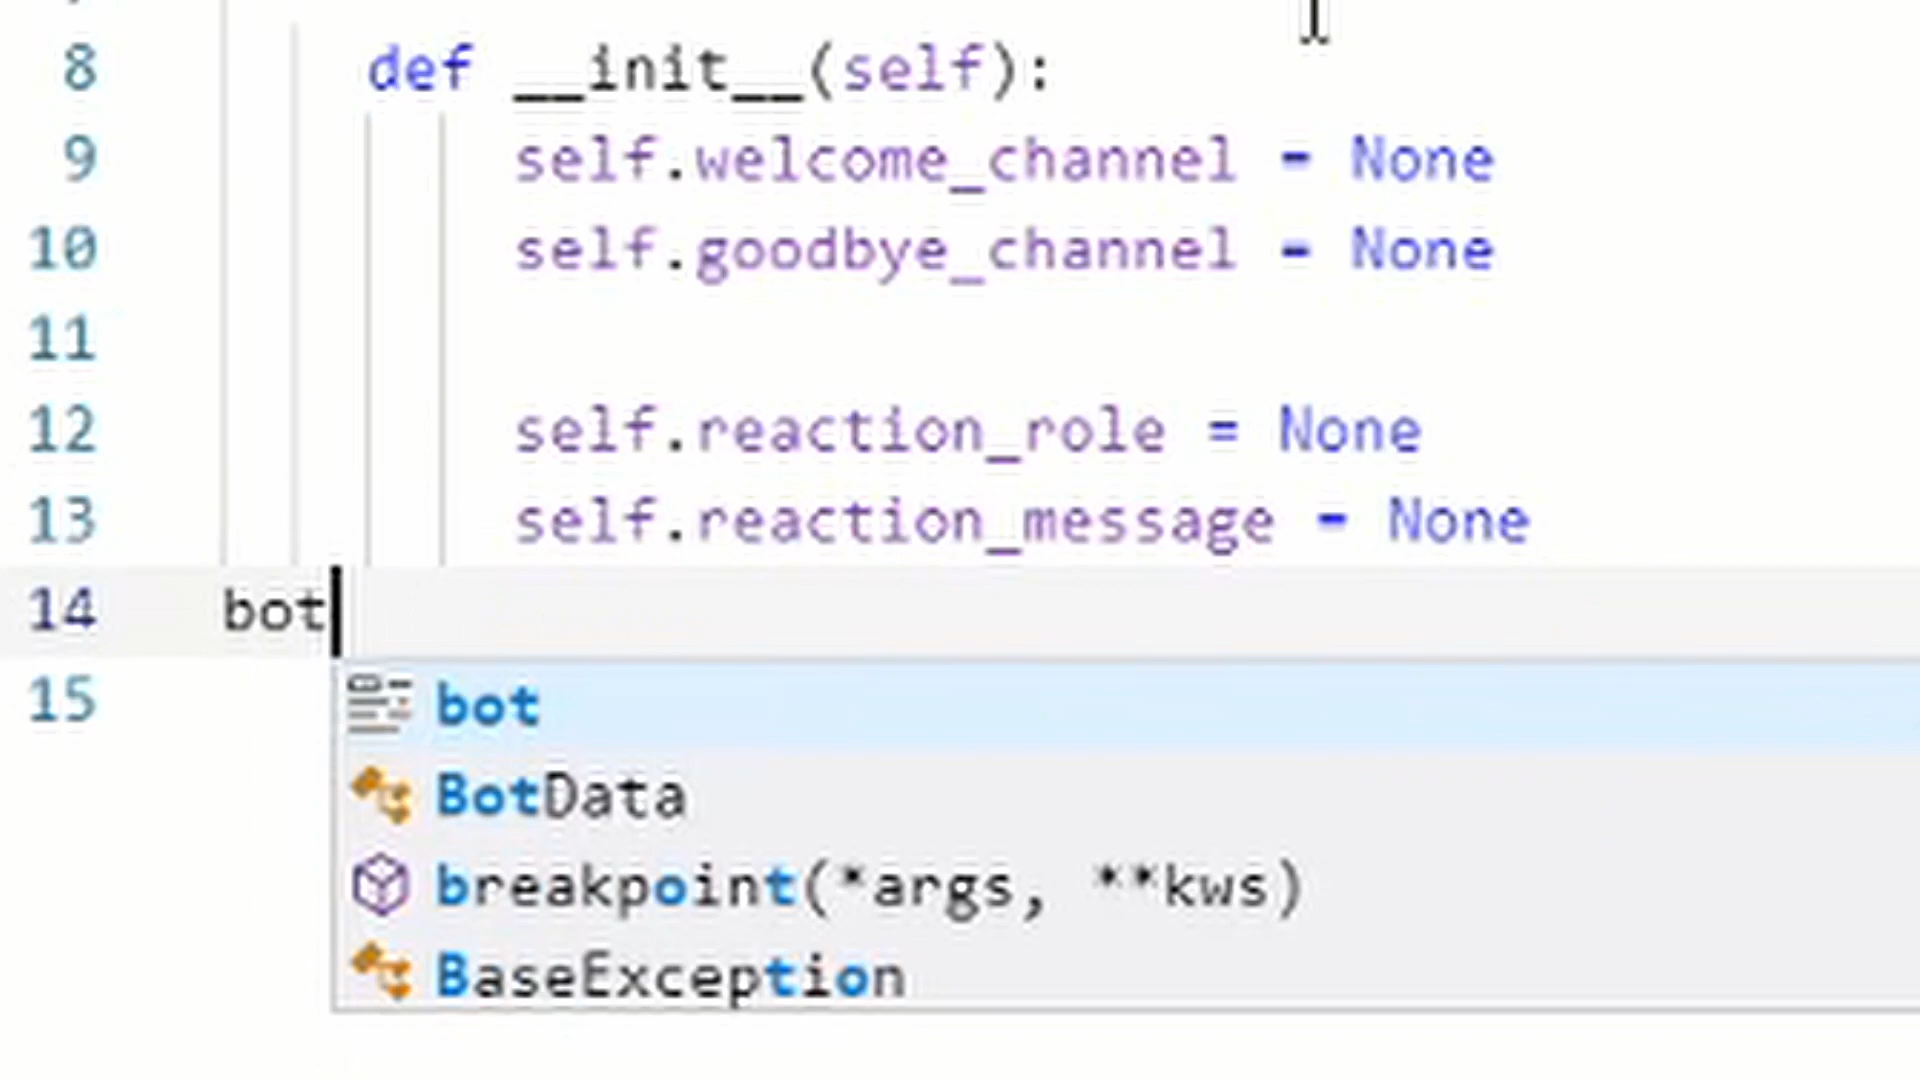 8 def __init__(self):
9 self.welcome_channel = None
10 self.goodbye_channel = None
11
12 self.reaction_role = None
13 self.reaction_message = None
14 bot
15
bot
BotData
breakpoint(*args, **kws)
BaseException